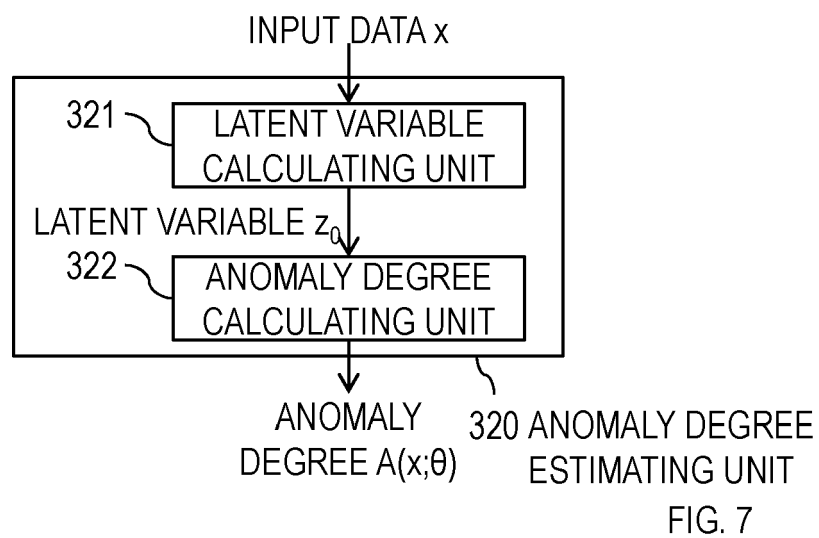 INPUT DATA x
321
LATENT VARIABLE
CALCULATING UNIT
LATENT VARIABLE z₀
322
ANOMALY DEGREE
CALCULATING UNIT
ANOMALY
DEGREE A(x;θ)
320 ANOMALY DEGREE
ESTIMATING UNIT
FIG. 7